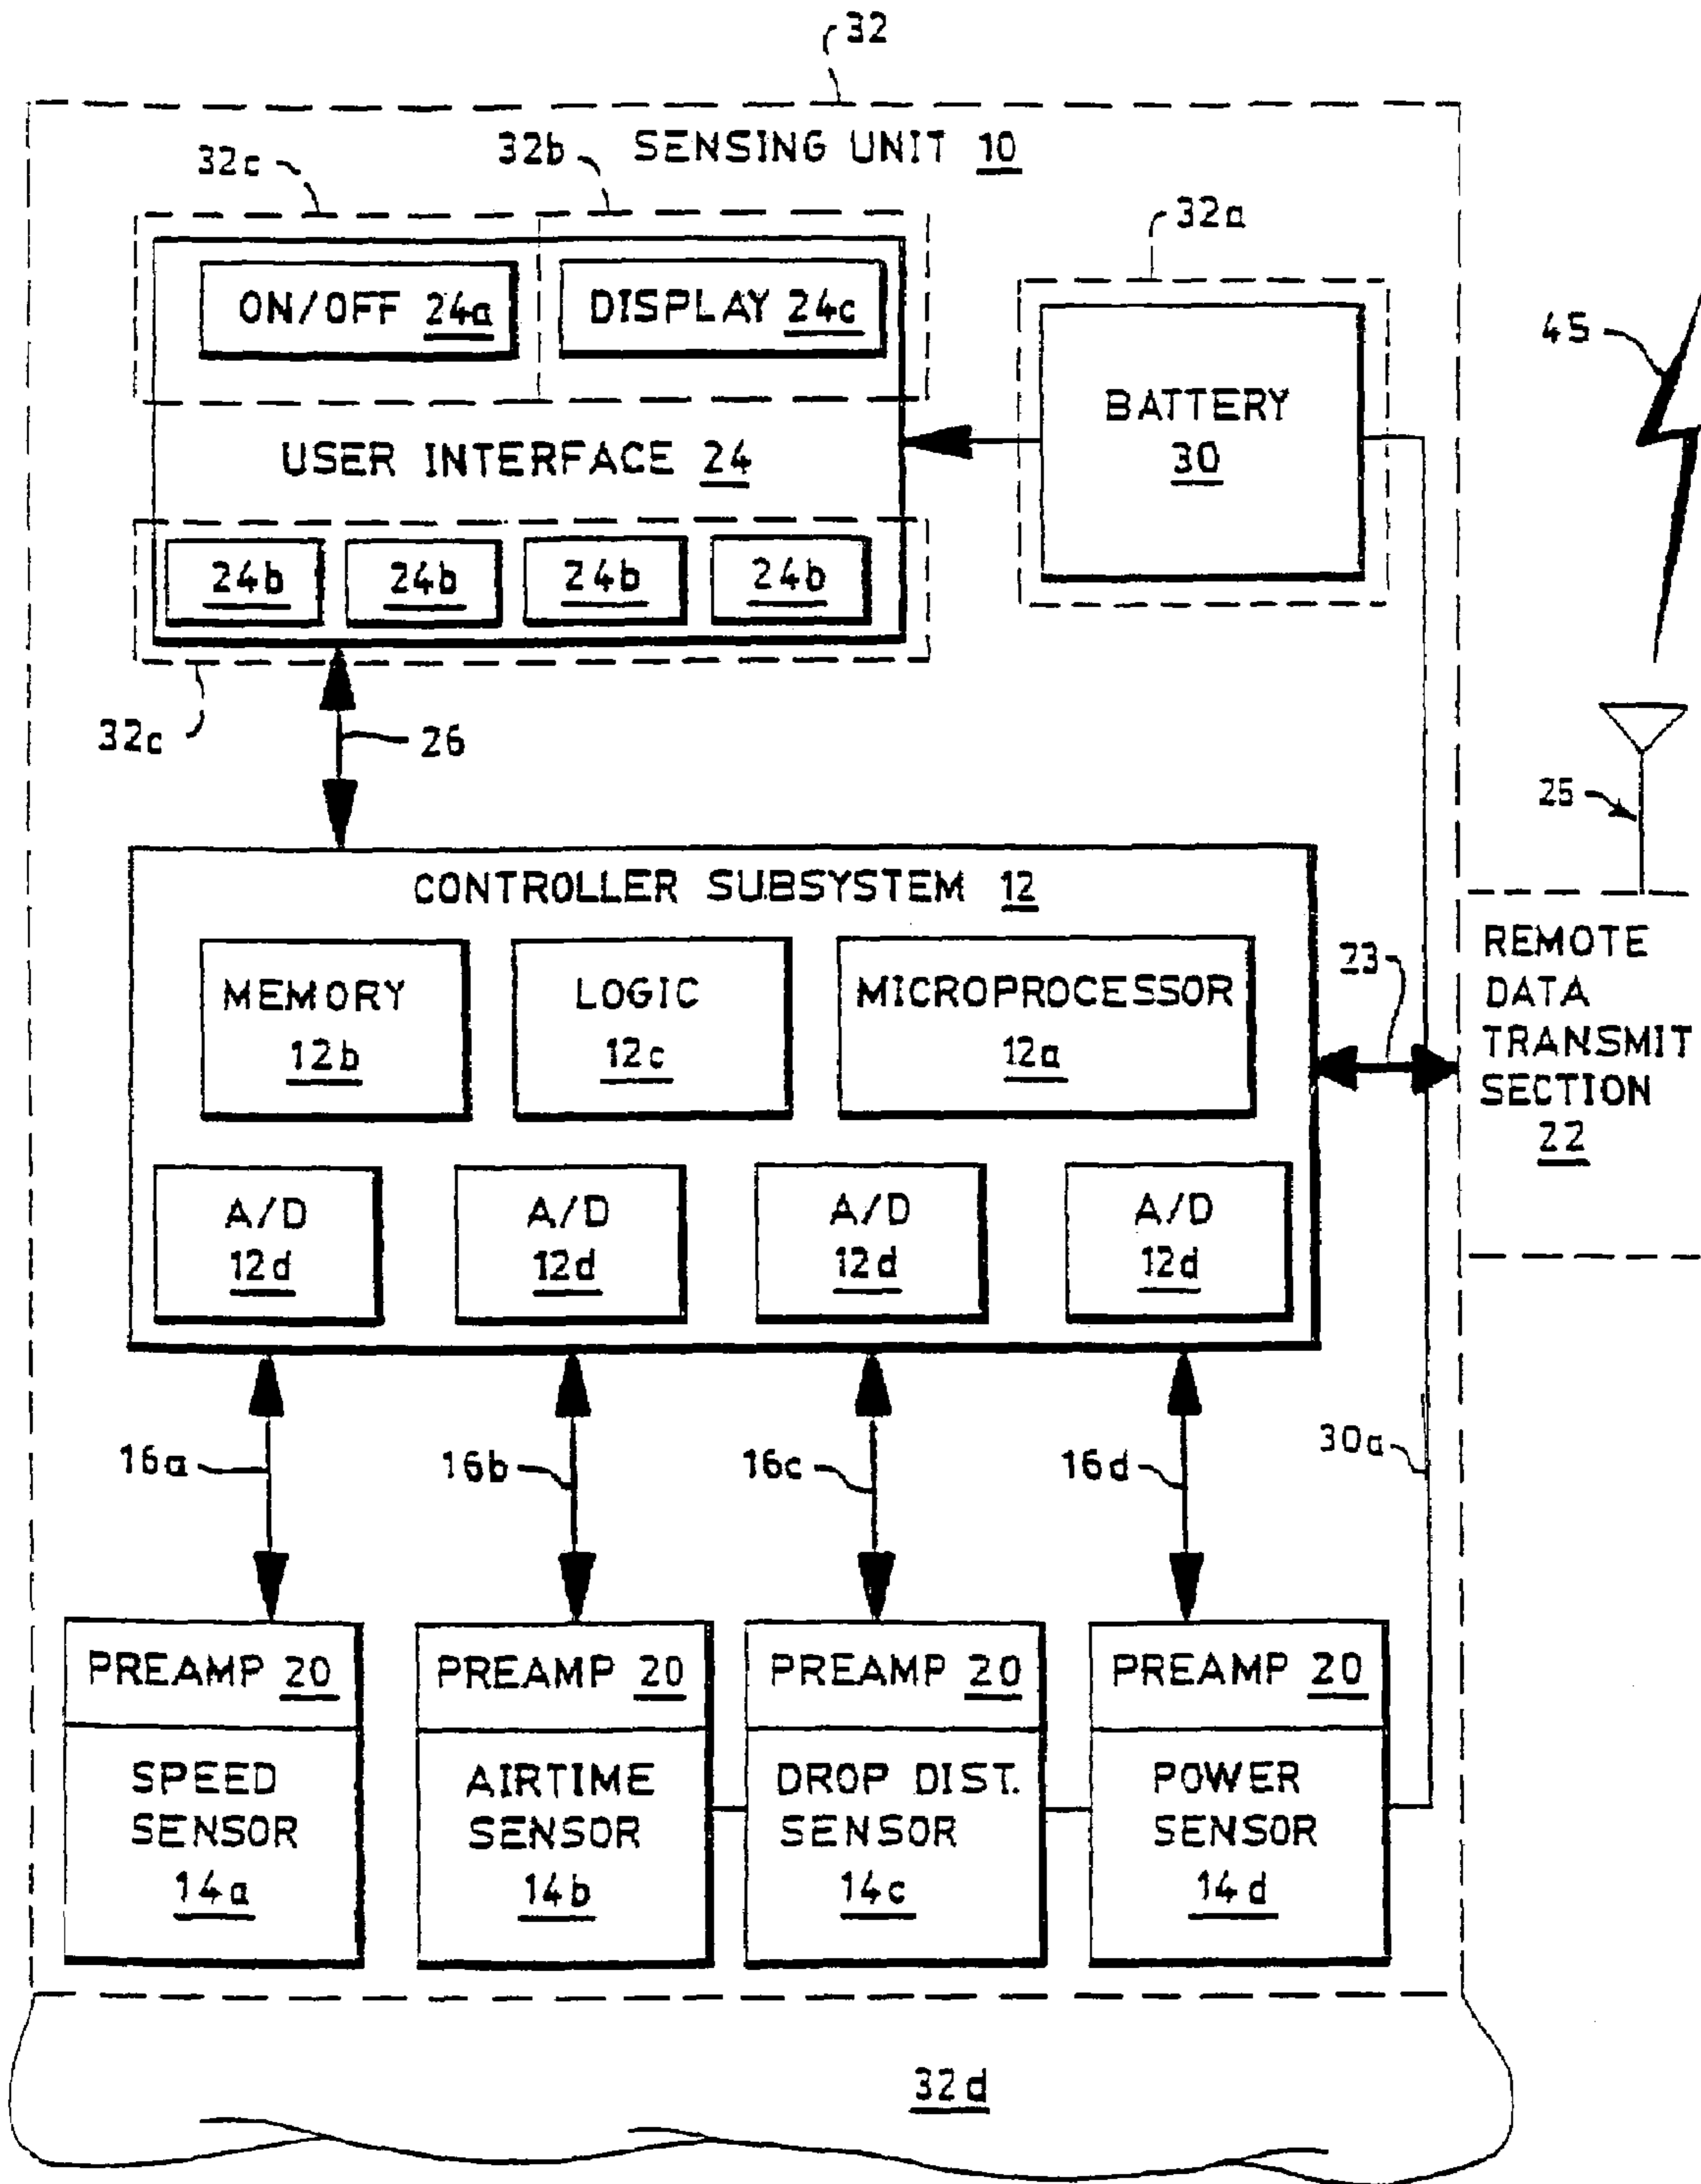 32
SENSING UNIT 10
32c
32b
32a
ON/OFF 24a
DISPLAY 24c
45
BATTERY
30
USER INTERFACE 24
24b
24b
24b
24b
32c
26
25
CONTROLLER SUBSYSTEM 12
MEMORY
12b
LOGIC
12c
MICROPROCESSOR
12a
23
REMOTE
DATA
TRANSMIT
SECTION
22
A/D
12d
A/D
12d
A/D
12d
A/D
12d
16a
16b
16c
16d
30a
PREAMP 20
PREAMP 20
PREAMP 20
PREAMP 20
SPEED
SENSOR
14a
AIRTIME
SENSOR
14b
DROP DIST.
SENSOR
14c
POWER
SENSOR
14d
32d